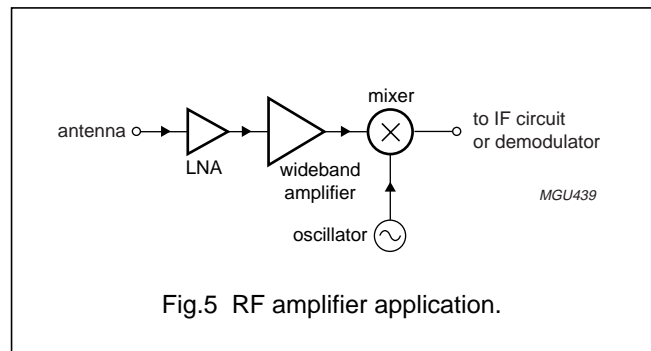 mixer
antenna
to IF circuit
or demodulator
LNA
wideband
amplifier
MGU439
oscillator
Fig.5 RF amplifier application.